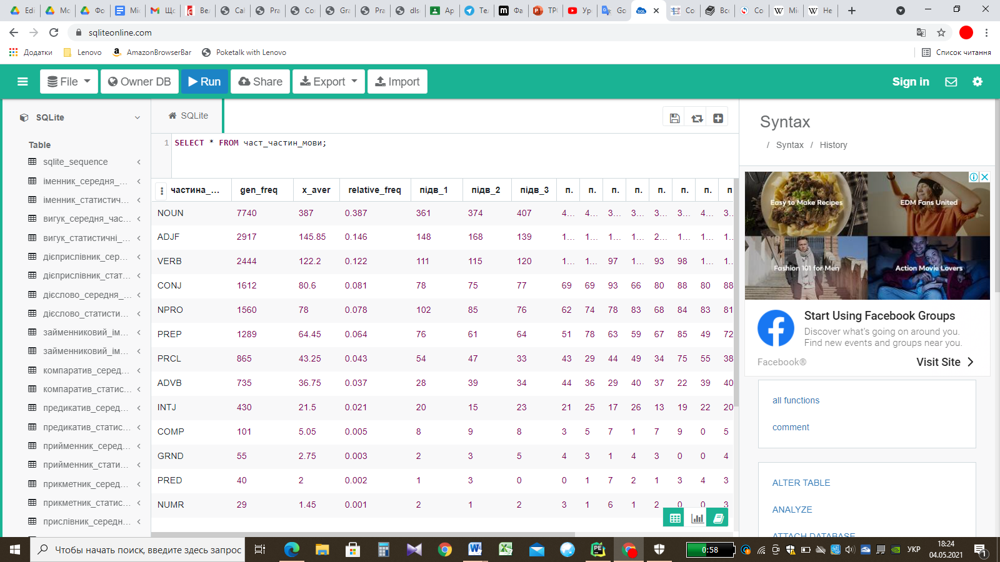 Edi
Мо
Фо
Mic
Що
Вел
Cal
Pra
Cor
Gra
Pra
dls
Ap
Тел
Фа
ТРО
Уро
Go
Co
Все
Co
Mi
Не
sqliteonline.com
Додатки
Lenovo
AmazonBrowserBar
Poketalk with Lenovo
Список читання
File
Owner DB
Run
Share
Export
Import
Sign in
SQLite
Table
sqlite_sequence
іменник_середня_...
іменник_статистич...
вигук_середня_час...
вигук_статистичні_...
дієприслівник_сер...
дієприслівник_стат...
дієслово_середня_...
дієслово_статисти...
займенниковий_ім...
займенниковий_ім...
компаратив_серед...
компаратив_статис...
предикатив_серед...
предикатив_статис...
прийменник_серед...
прийменник_стати...
прикметник_серед...
прикметник_статис...
прислівник_середн...
SQLite
1 SELECT * FROM част_частин_мови;
частина_... gen_freq x_aver relative_freq підв_1 підв_2 підв_3 п. п. п. п. п. п. п. п
NOUN 7740 387 0.387 361 374 407 4... 4... 3... 3... 3... 3... 4... 3...
ADJF 2917 145.85 0.146 148 168 139 1... 1... 1... 1... 2... 1... 1... 1...
VERB 2444 122.2 0.122 111 115 120 1... 1... 97 1... 93 98 1... 1...
CONJ 1612 80.6 0.081 78 75 77 69 69 93 66 80 88 80 88
NPRO 1560 78 0.078 102 85 76 62 74 78 83 68 84 83 81
PREP 1289 64.45 0.064 76 61 64 51 78 63 59 67 85 49 72
PRCL 865 43.25 0.043 54 47 33 43 29 44 49 34 75 55 38
ADVB 735 36.75 0.037 28 39 34 44 36 29 40 37 22 39 40
INTJ 430 21.5 0.021 20 15 23 21 25 17 26 13 19 22 20
COMP 101 5.05 0.005 8 9 8 3 5 7 1 7 9 0 5
GRND 55 2.75 0.003 2 3 5 4 3 1 4 3 0 0 4
PRED 40 2 0.002 1 3 0 0 1 7 2 1 3 4 3
NUMR 29 1.45 0.001 2 1 2 3 1 6 1 2 0 0 3
Syntax
/ Syntax / History
Easy to Make Recipes
EDM Fans United
Fashion 101 for Men
Action Movie Lovers
Start Using Facebook Groups
Discover what's going on around you.
Find new events and groups near you.
Facebook®
Visit Site
all functions
comment
ALTER TABLE
ANALYZE
ATTACH DATABASE
Чтобы начать поиск, введите здесь запрос
0:58
УКР
18:24
04.05.2021
1